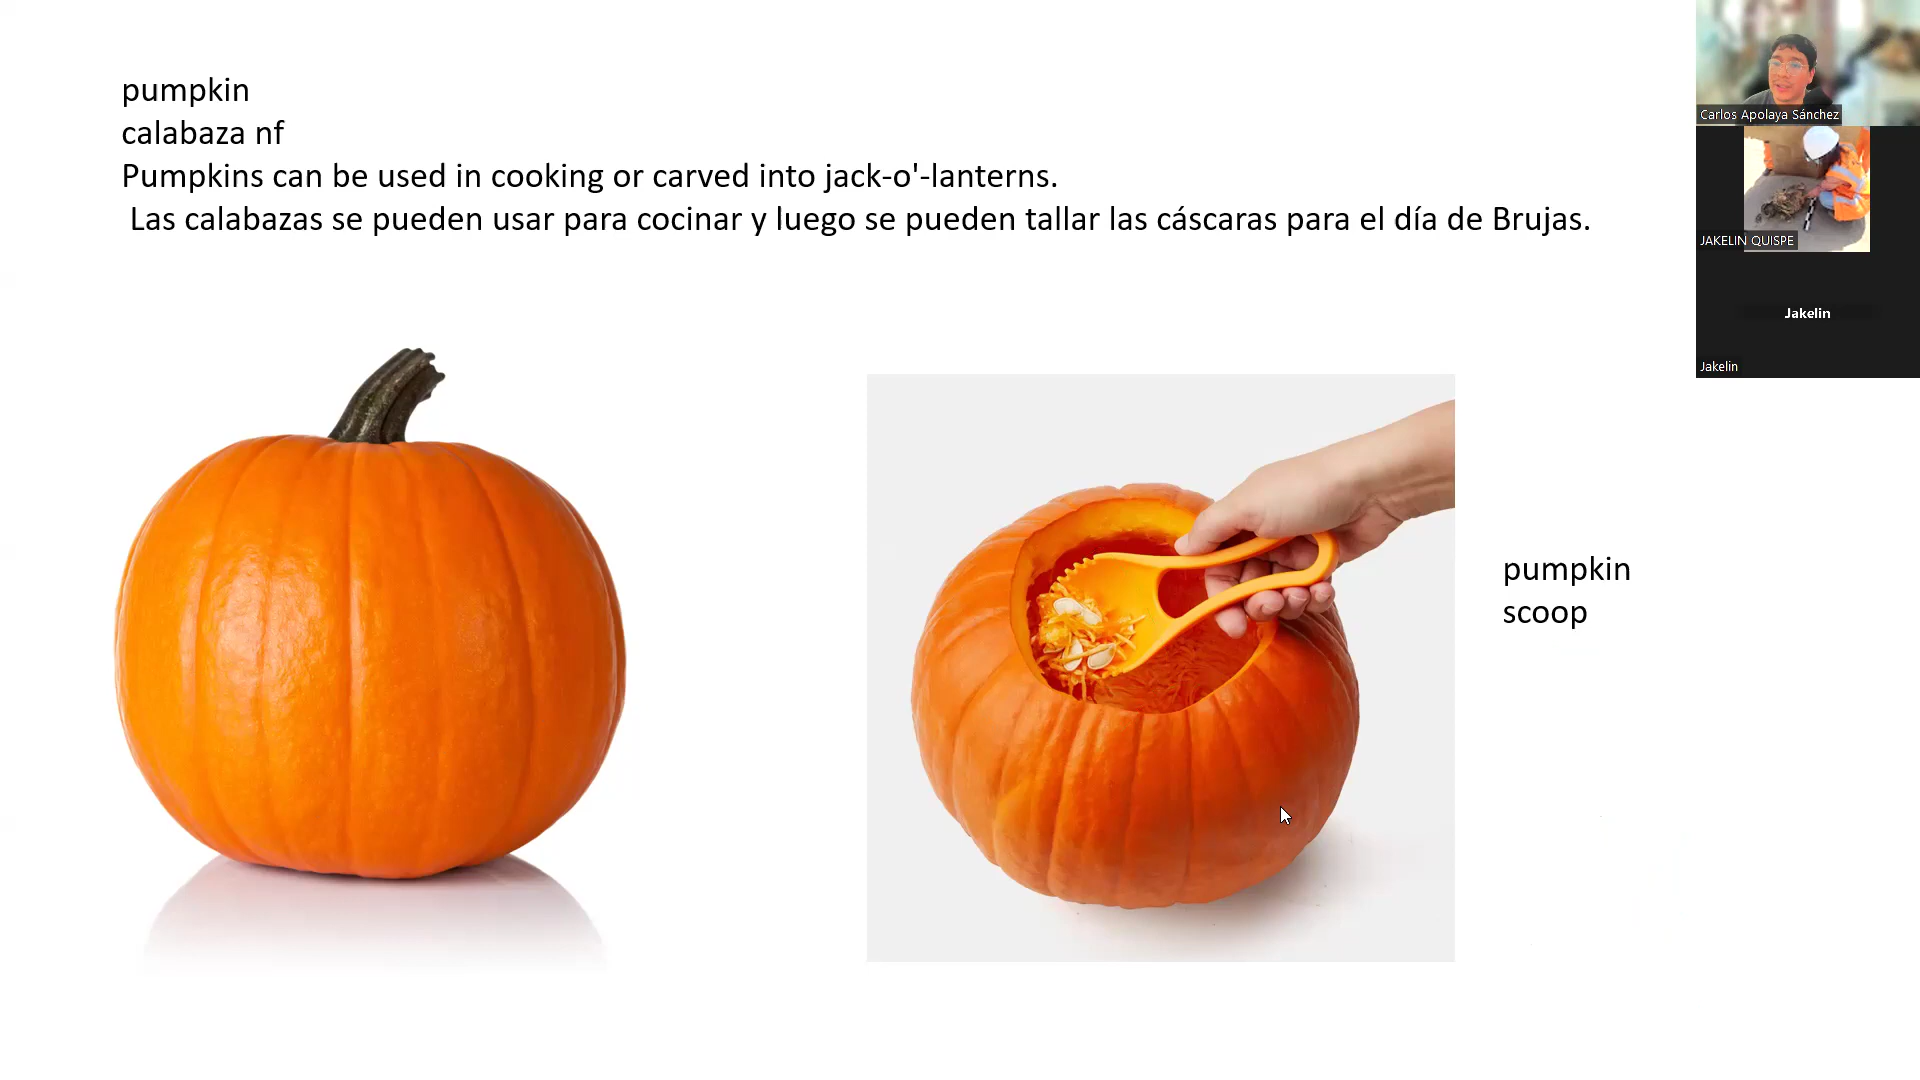 pumpkin
calabaza nf
Pumpkins can be used in cooking or carved into jack-o'-lanterns.
Las calabazas se pueden usar para cocinar y luego se pueden tallar las cáscaras para el día de Brujas.
pumpkin
scoop
Carlos Apolaya Sánchez
JAKELIN QUISPE
Jakelin
Jakelin